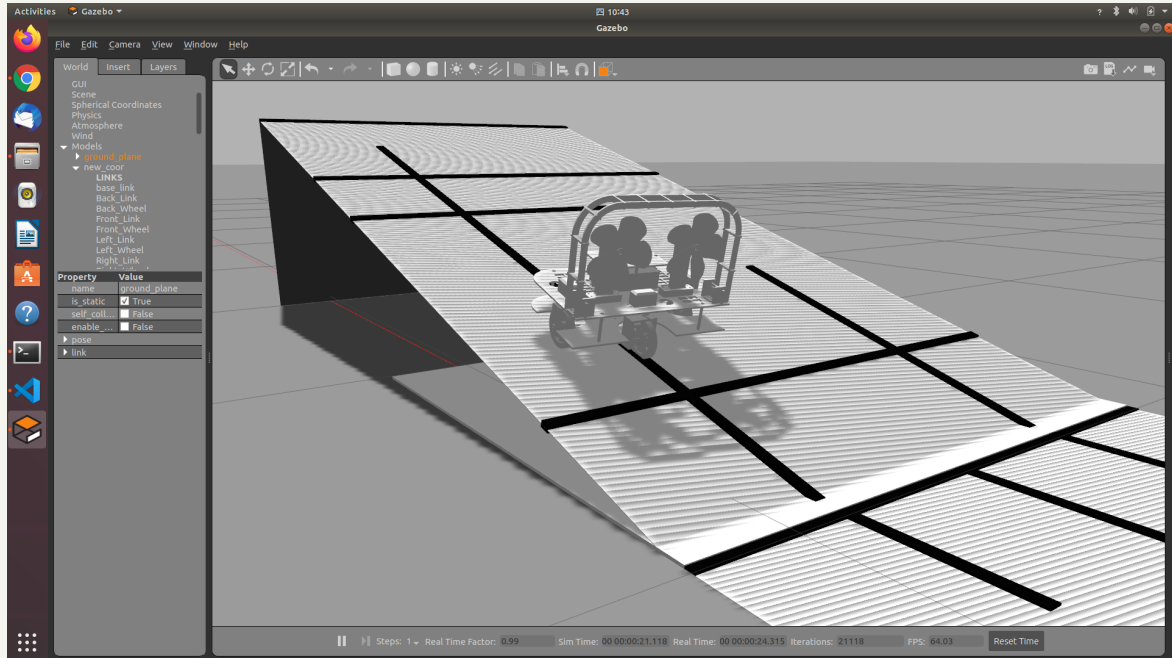 Activities Gazebo 10:43 ?
Gazebo
File Edit Camera View Window Help
World Insert Layers
GUI
Scene
Spherical Coordinates
Physics
Atmosphere
Wind
Models
ground_plane
new_coor
LINKS
base_link
Back_Link
Back_Wheel
Front_Link
Front_Wheel
Left_Link
Left_Wheel
Right_Link
Property Value
name ground_plane
is_static True
self_coll... False
enable_... False
pose
link
Steps: 1 Real Time Factor: 0.99 Sim Time: 00 00:00:21.118 Real Time: 00 00:00:24.315 Iterations: 21118 FPS: 64.03 Reset Time